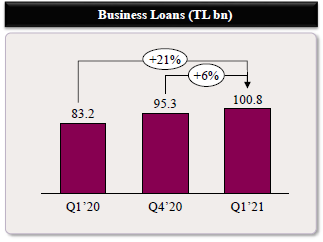 Business Loans (TL bn)
+21%
+6%
83.2
95.3
100.8
Q1’20
Q4’20
Q1’21